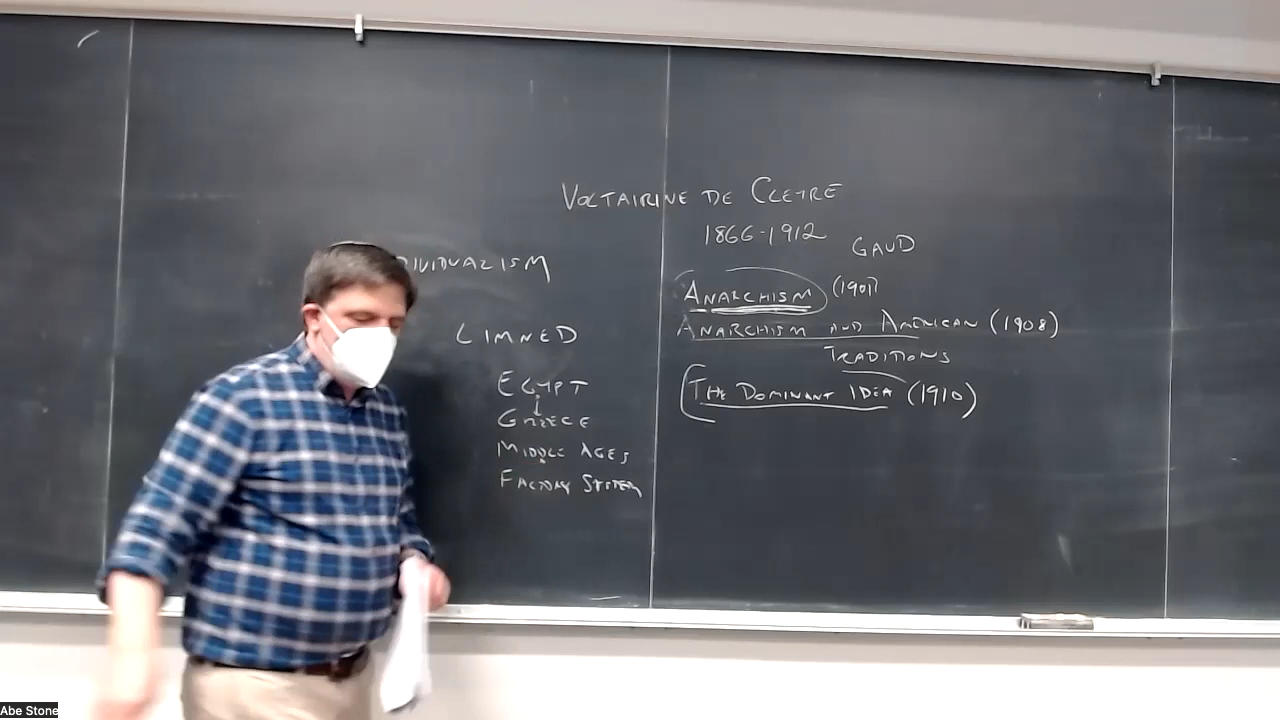 VOLTAIRINE DE CLEYRE
1866-1912
GAUD
DIVIDUALISM
ANARCHISM (1901)
ANARCHISM AND AMERICAN (1908)
TRADITIONS
THE DOMINANT IDEA (1910)
LIMNED
EGYPT
GREECE
MIDDLE AGES
FACTORY SYSTEM
Abe Stone